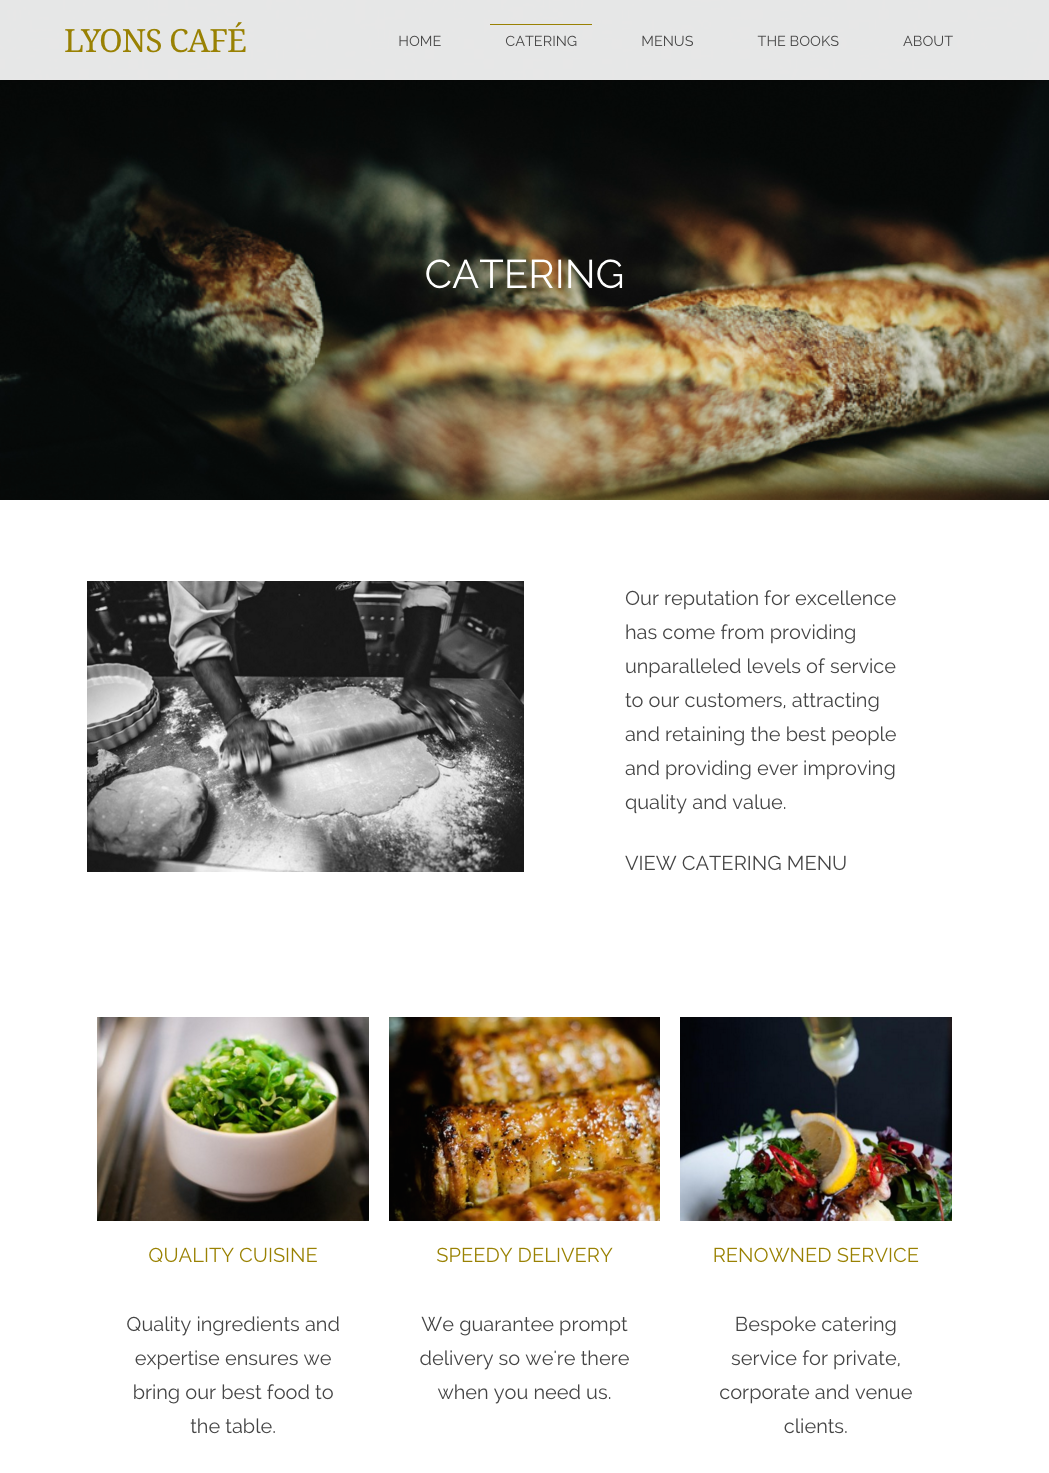 LYONS CAFÉ
HOME
CATERING
MENUS
THE BOOKS
ABOUT
CATERING
Our reputation for excellence
has come from providing
unparalleled levels of service
to our customers, attracting
and retaining the best people
and providing ever improving
quality and value.
VIEW CATERING MENU
QUALITY CUISINE
Quality ingredients and
expertise ensures we
bring our best food to
the table.
SPEEDY DELIVERY
We guarantee prompt
delivery so we're there
when you need us.
RENOWNED SERVICE
Bespoke catering
service for private,
corporate and venue
clients.